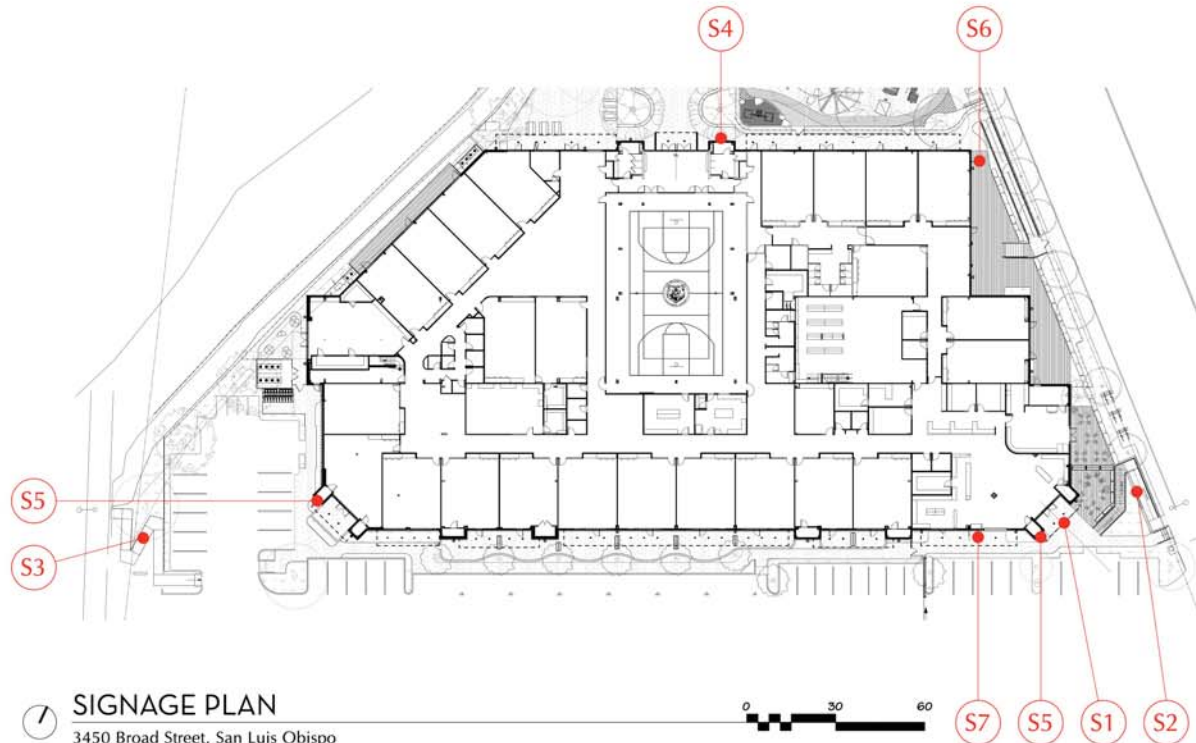 S4
S6
S5
S3
SIGNAGE PLAN
3450 Broad Street, San Luis Obispo
0 30 60
S7
S5
S1
S2